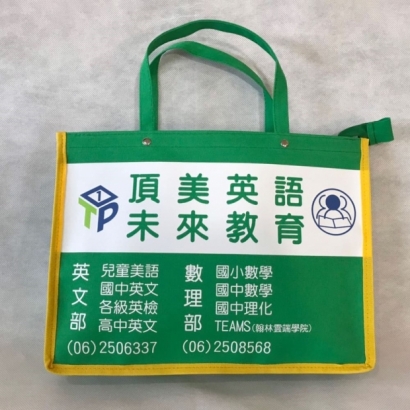 1
TP
頂美英語
未來教育
英文部
兒童美語
國中英文
各級英檢
高中英文
(06)2506337
數理部
國小數學
國中數學
國中理化
TEAMS(翰林雲端學院)
(06)2508568